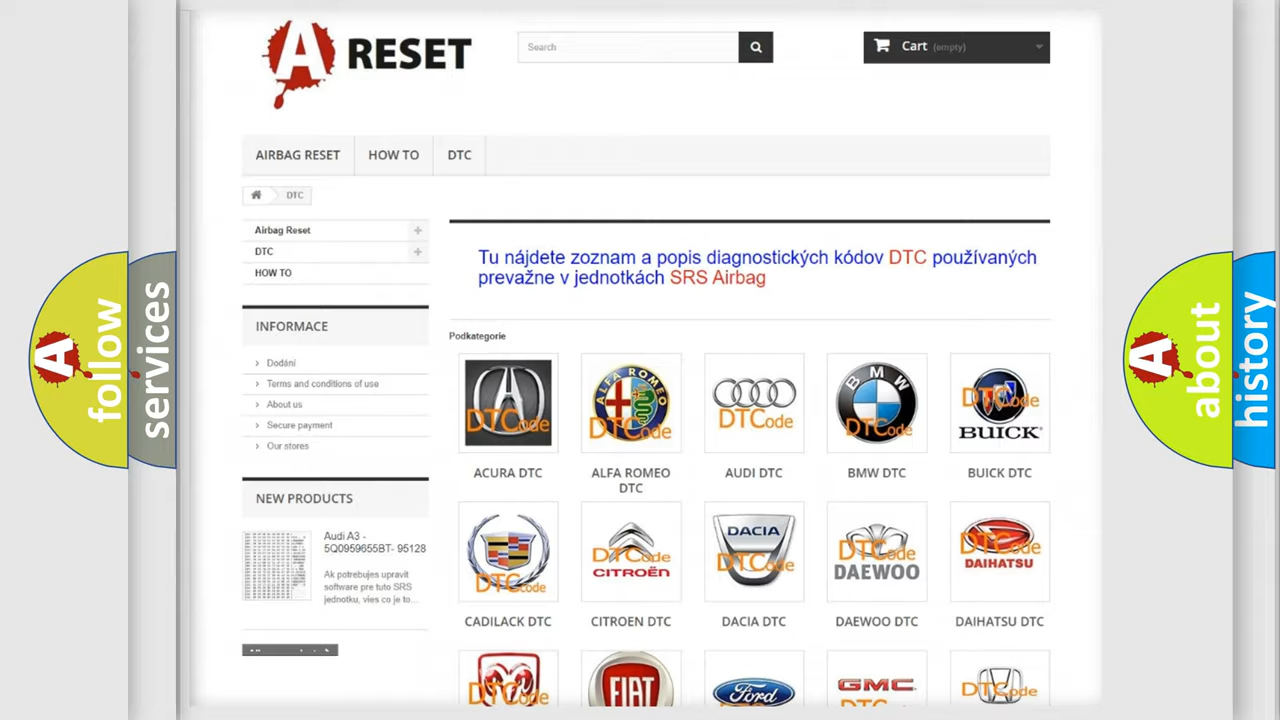 A RESET
Search
Cart (empty)
AIRBAG RESET
HOW TO
DTC
DTC
Airbag Reset
DTC
HOW TO
INFORMACE
Dodání
Terms and conditions of use
About us
Secure payment
Our stores
NEW PRODUCTS
Audi A3 -
5Q0959655BT- 95128
Ak potrebujes upravit
software pre tuto SRS
jednotku, vies co je to...
Tu nájdete zoznam a popis diagnostických kódov DTC používaných
prevažne v jednotkách SRS Airbag
Podkategorie
DTCode
ALFA ROMEO
DTCode
DTCode
BMW
DTCode
DTCode
BUICK
ACURA DTC
ALFA ROMEO
DTC
AUDI DTC
BMW DTC
BUICK DTC
DTCode
DTCode
CITROËN
DACIA
DTCode
DTCode
DAEWOO
DTCode
DAIHATSU
CADILACK DTC
CITROEN DTC
DACIA DTC
DAEWOO DTC
DAIHATSU DTC
DTCode
FIAT
Ford
GMC
DTCode
A follow
services
A about
history